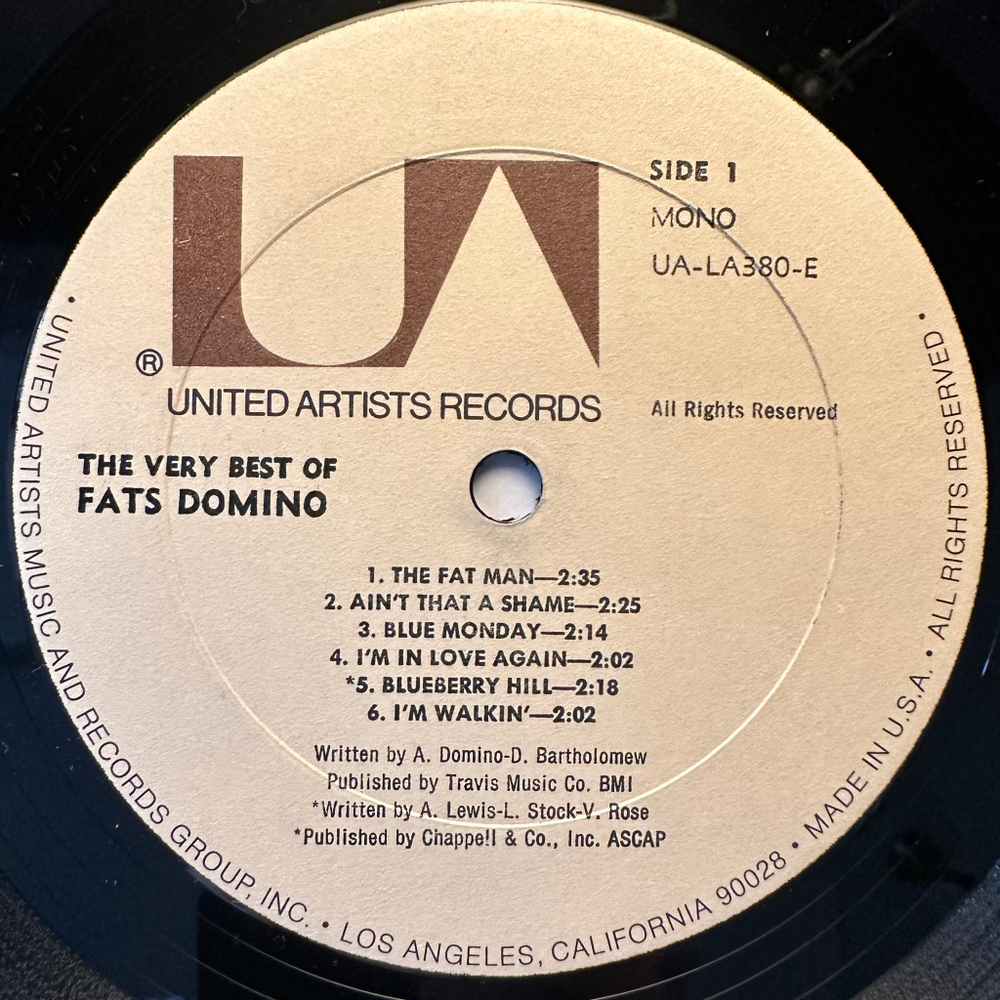 UA
SIDE 1
MONO
UA-LA380-E
®
UNITED ARTISTS RECORDS
All Rights Reserved
THE VERY BEST OF
FATS DOMINO
1. THE FAT MAN—2:35
2. AIN'T THAT A SHAME—2:25
3. BLUE MONDAY—2:14
4. I'M IN LOVE AGAIN—2:02
*5. BLUEBERRY HILL—2:18
6. I'M WALKIN'—2:02
Written by A. Domino-D. Bartholomew
Published by Travis Music Co. BMI
*Written by A. Lewis-L. Stock-V. Rose
*Published by Chappell & Co., Inc. ASCAP
• UNITED ARTISTS MUSIC AND RECORDS GROUP, INC. • LOS ANGELES, CALIFORNIA 90028 • MADE IN U.S.A. • ALL RIGHTS RESERVED •